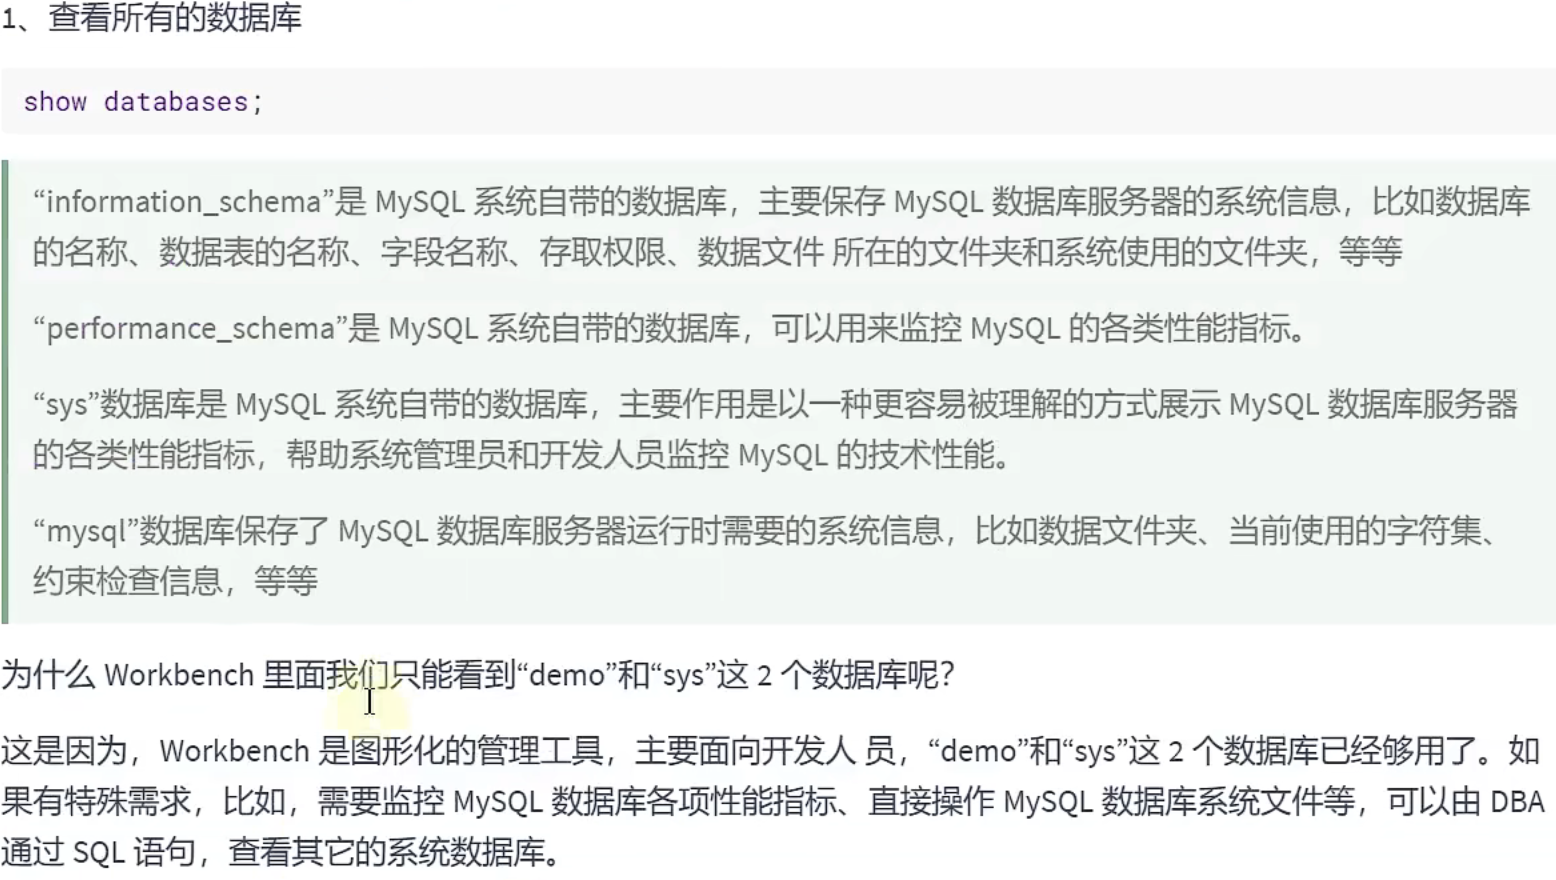 1、查看所有的数据库
show databases;
“information_schema”是 MySQL 系统自带的数据库，主要保存 MySQL 数据库服务器的系统信息，比如数据库
的名称、数据表的名称、字段名称、存取权限、数据文件 所在的文件夹和系统使用的文件夹，等等
“performance_schema”是 MySQL 系统自带的数据库，可以用来监控 MySQL 的各类性能指标。
“sys”数据库是 MySQL 系统自带的数据库，主要作用是以一种更容易被理解的方式展示 MySQL 数据库服务器
的各类性能指标，帮助系统管理员和开发人员监控 MySQL 的技术性能。
“mysql”数据库保存了 MySQL 数据库服务器运行时需要的系统信息，比如数据文件夹、当前使用的字符集、
约束检查信息，等等
为什么 Workbench 里面我们只能看到“demo”和“sys”这 2 个数据库呢？
这是因为，Workbench 是图形化的管理工具，主要面向开发人 员，“demo”和“sys”这 2 个数据库已经够用了。如
果有特殊需求，比如，需要监控 MySQL 数据库各项性能指标、直接操作 MySQL 数据库系统文件等，可以由 DBA
通过 SQL 语句，查看其它的系统数据库。